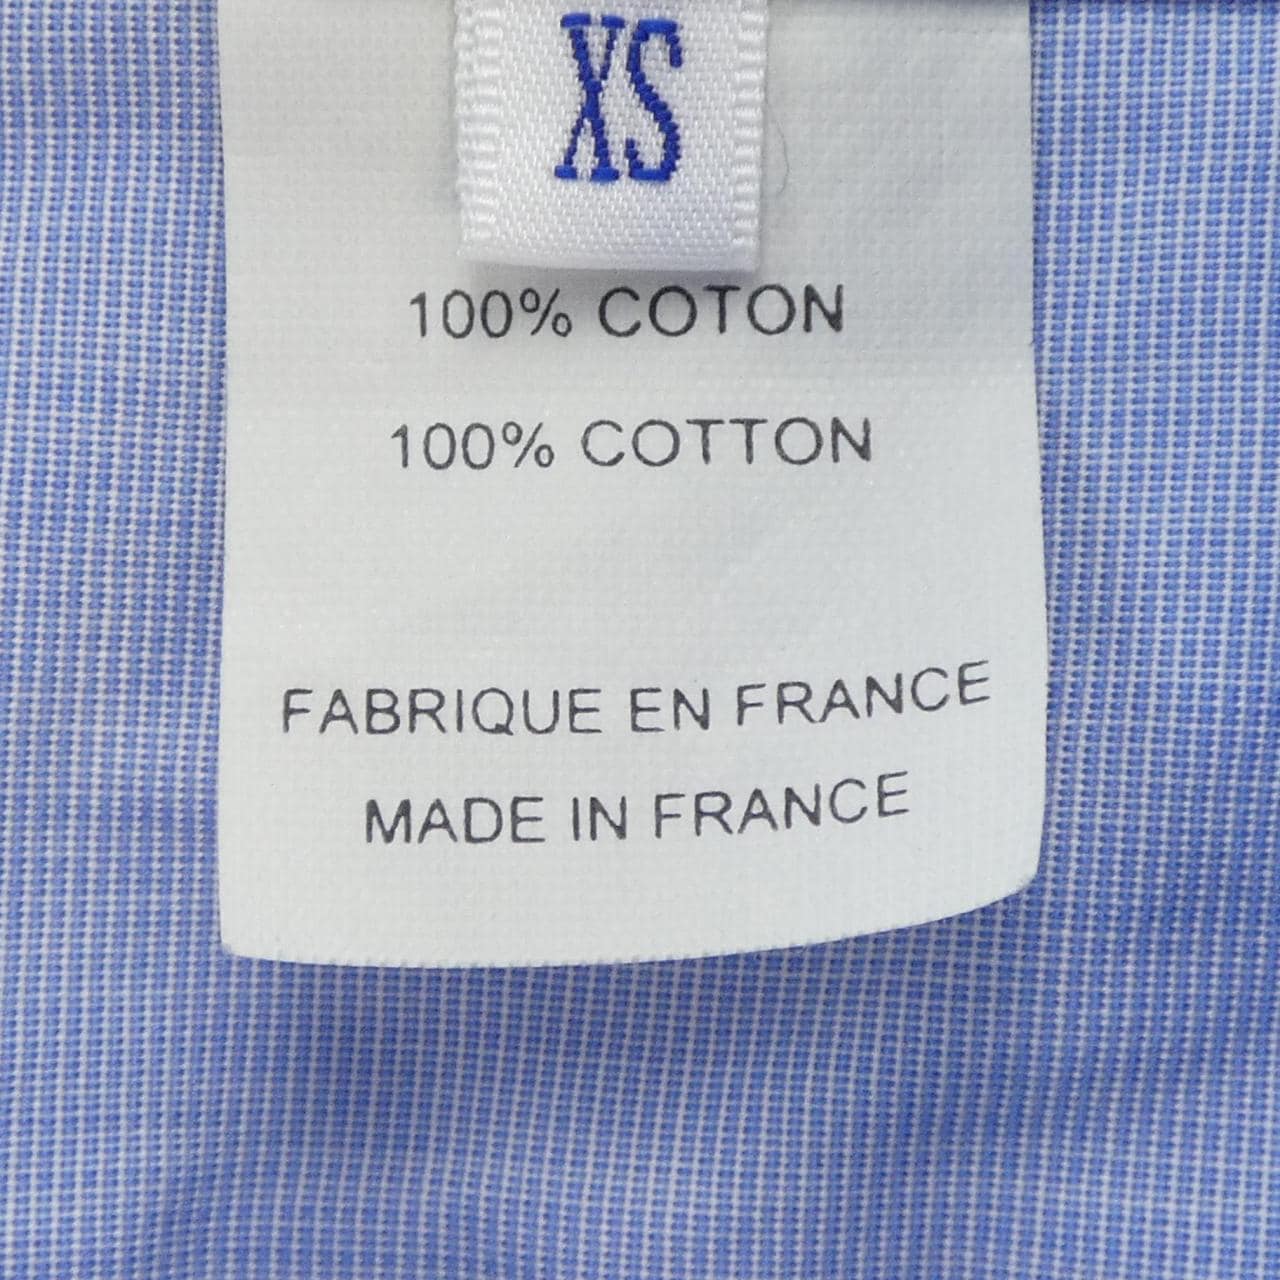 XS
100% COTON
100% COTTON
FABRIQUE EN FRANCE
MADE IN FRANCE